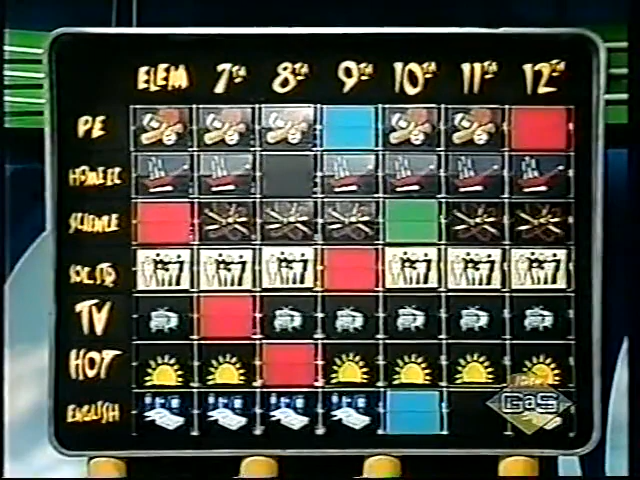 ELEM 7TH 8TH 9TH 10TH 11TH 12TH
PE
HOME EC
SCIENCE
SOC. STD
TV
HOT
ENGLISH
GaS